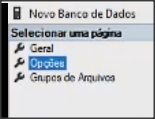 Novo Banco de Dados
Selecionar uma página
Geral
Opções
Grupos de Arquivos